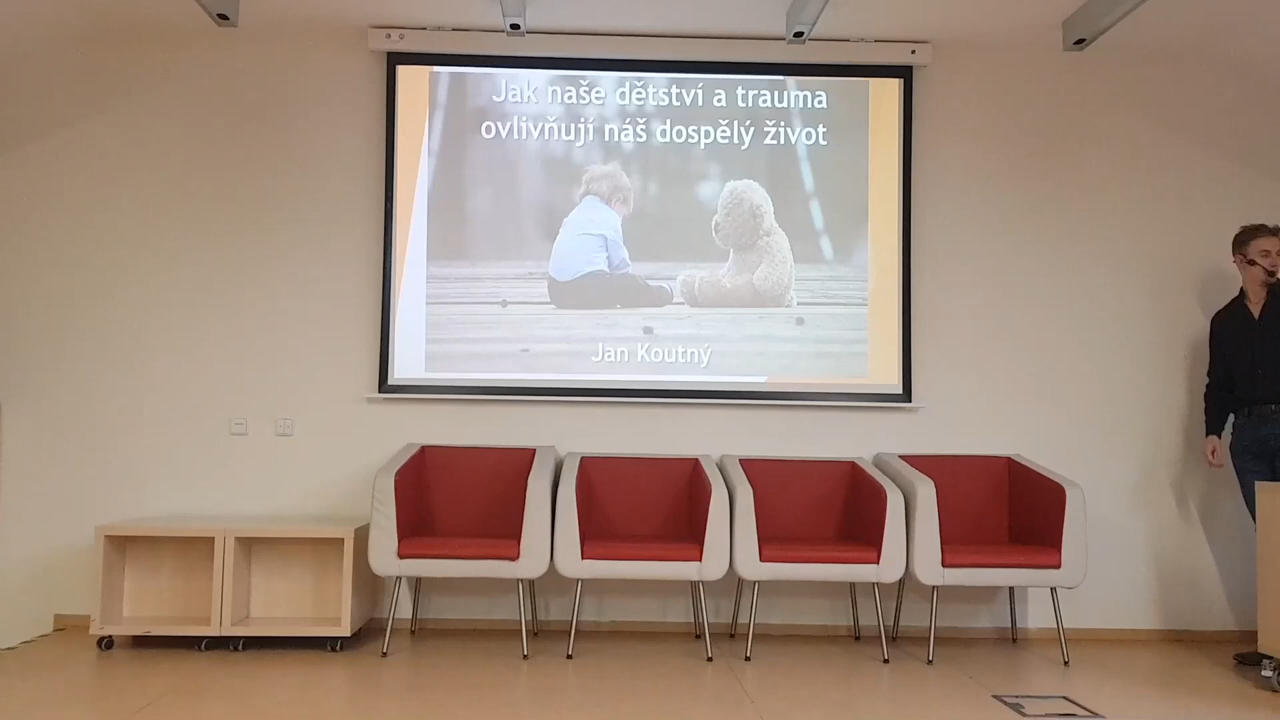 Jak naše dětství a trauma
ovlivňují náš dospělý život
Jan Koutný